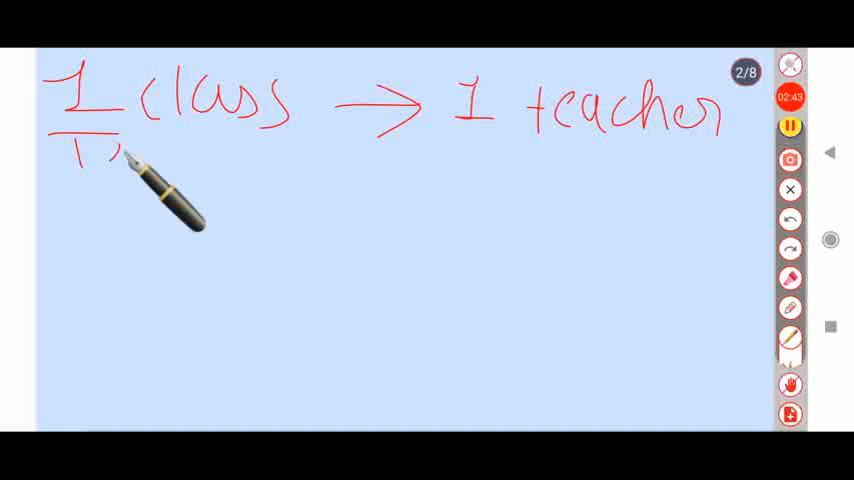 1 class → 1 teacher
2/8
02:43